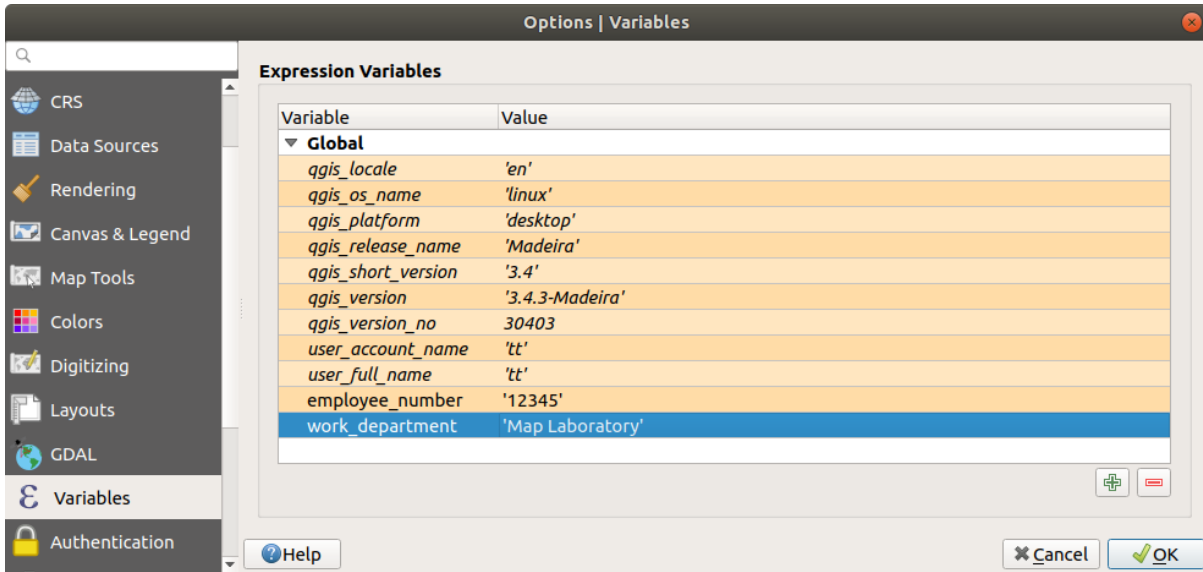 Options | Variables
CRS
Data Sources
Rendering
Canvas & Legend
Map Tools
Colors
Digitizing
Layouts
GDAL
Variables
Authentication
Expression Variables
Variable Value
Global
qgis_locale 'en'
qgis_os_name 'linux'
qgis_platform 'desktop'
qgis_release_name 'Madeira'
qgis_short_version '3.4'
qgis_version '3.4.3-Madeira'
qgis_version_no 30403
user_account_name 'tt'
user_full_name 'tt'
employee_number '12345'
work_department 'Map Laboratory'
Help Cancel OK